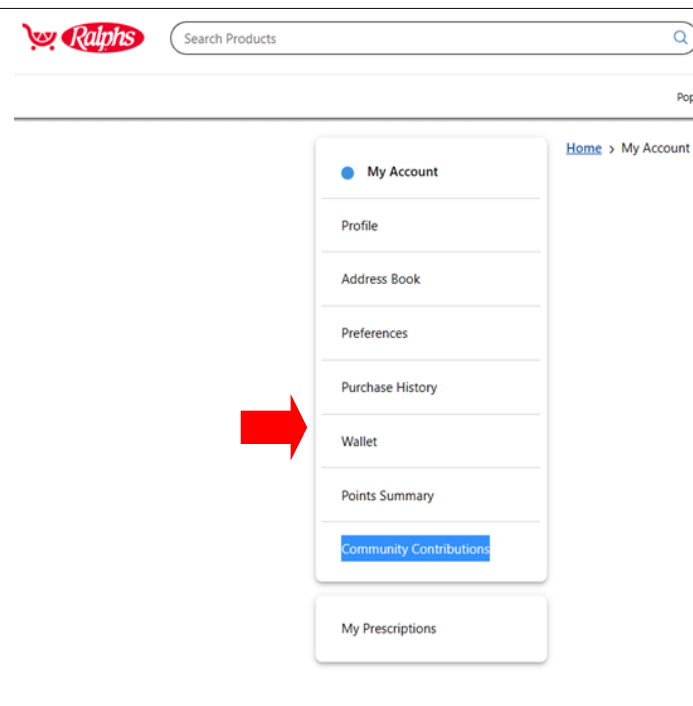 Ralphs
Search Products
Pop
Home > My Account
My Account
Profile
Address Book
Preferences
Purchase History
Wallet
Points Summary
Community Contributions
My Prescriptions